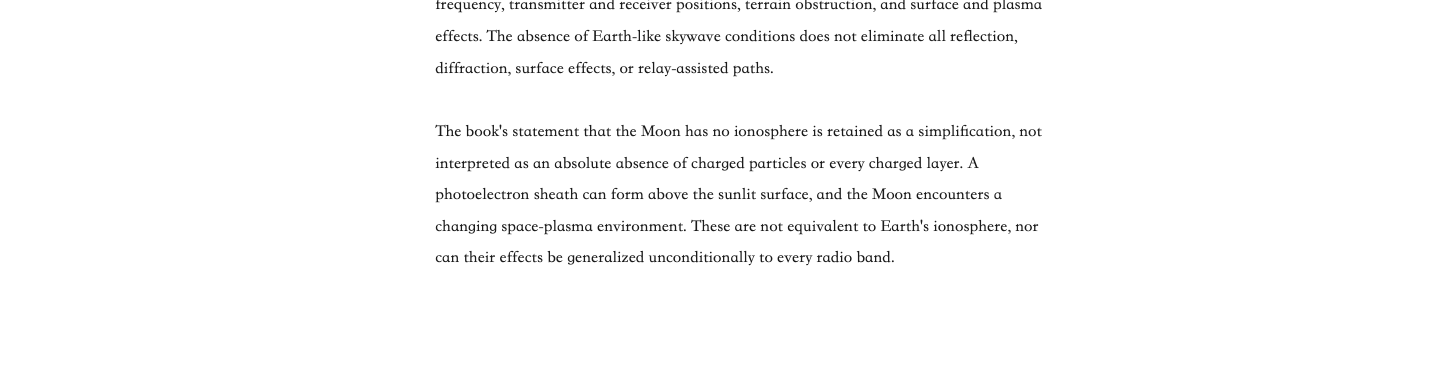 frequency, transmitter and receiver positions, terrain obstruction, and surface and plasma
effects. The absence of Earth-like skywave conditions does not eliminate all reflection,
diffraction, surface effects, or relay-assisted paths.
The book's statement that the Moon has no ionosphere is retained as a simplification, not
interpreted as an absolute absence of charged particles or every charged layer. A
photoelectron sheath can form above the sunlit surface, and the Moon encounters a
changing space-plasma environment. These are not equivalent to Earth's ionosphere, nor
can their effects be generalized unconditionally to every radio band.